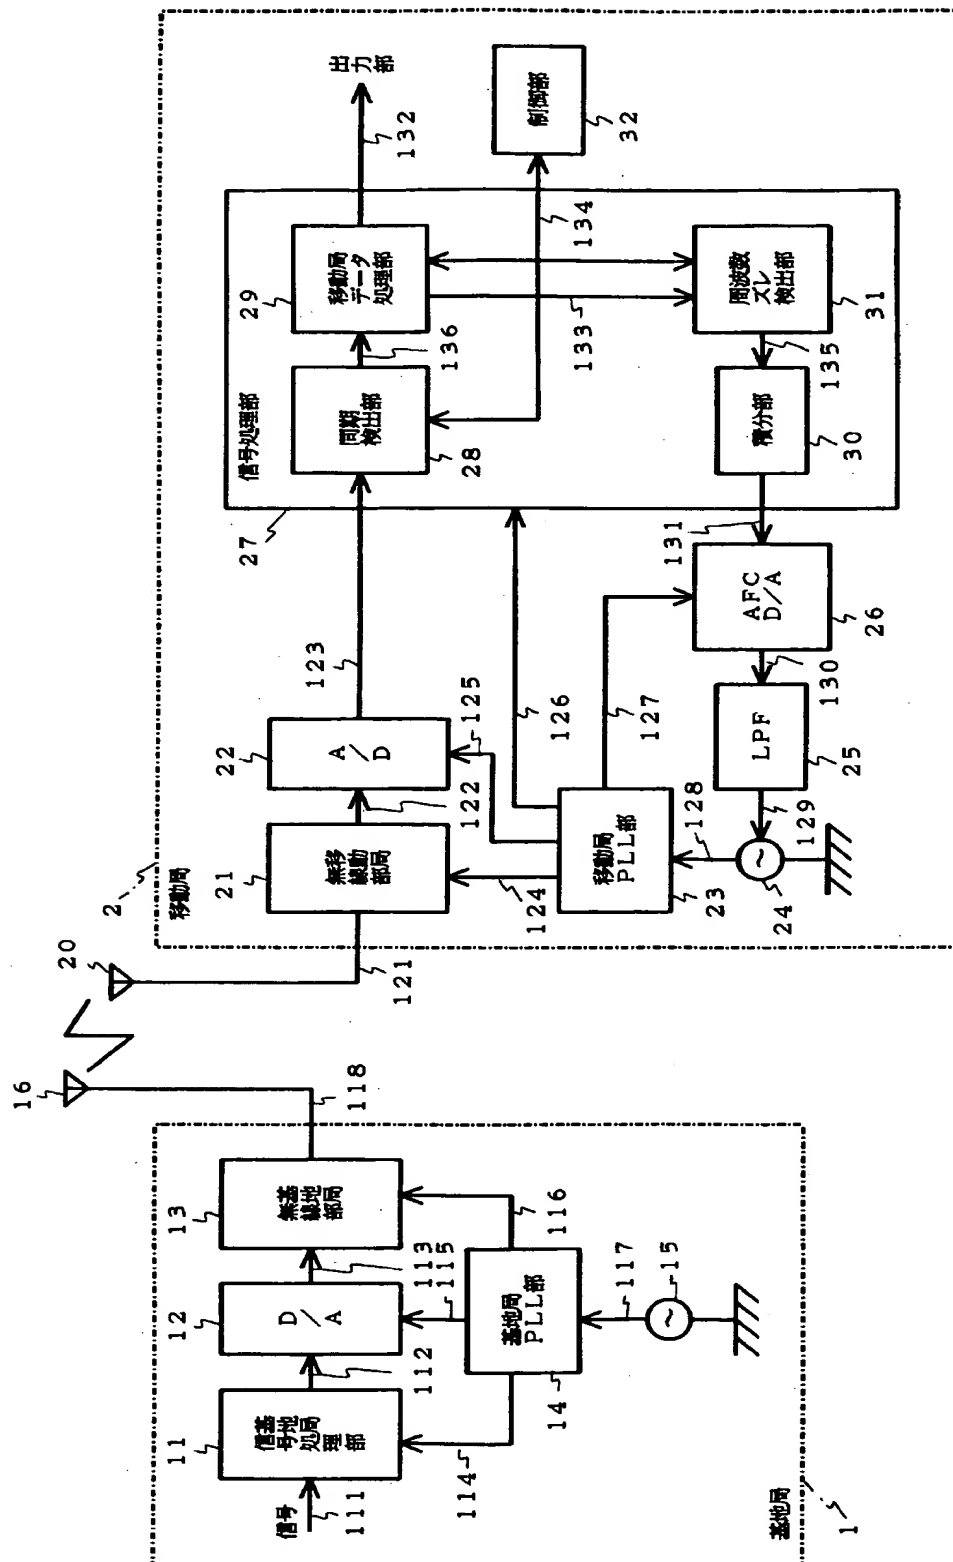 基地局
1
信号
111
11
基地局
信号処理部
112
12
D/A
113
13
基地局
無線部
118
16
114
115
116
14
基地局
PLL部
117
15
移動局
2
20
121
21
移動局
無線部
122
22
A/D
123
124
125
126
127
23
移動局
PLL部
128
24
129
25
LPF
130
26
AFC
D/A
131
27
信号処理部
28
同期
検出部
136
29
移動局
データ
処理部
132
出力部
133
134
30
積分部
135
31
周波数
ズレ
検出部
32
制御部